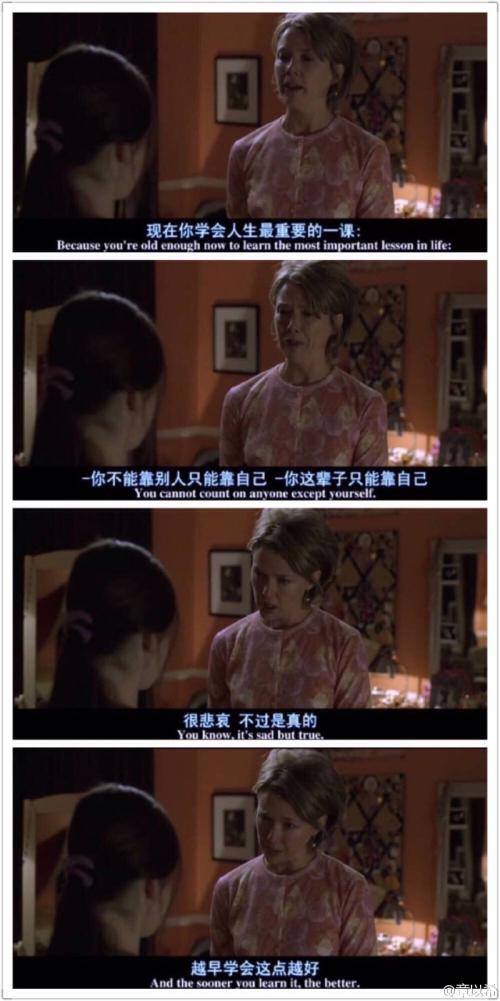 现在你学会人生最重要的一课：
Because you're old enough now to learn the most important lesson in life:
-你不能靠别人只能靠自己 -你这辈子只能靠自己
You cannot count on anyone except yourself.
很悲哀 不过是真的
You know, it's sad but true,
越早学会这点越好
And the sooner you learn it, the better.